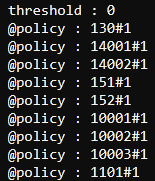 threshold : 0
@policy : 130#1
@policy : 14001#1
@policy : 14002#1
@policy : 151#1
@policy : 152#1
@policy : 10001#1
@policy : 10002#1
@policy : 10003#1
@policy : 1101#1